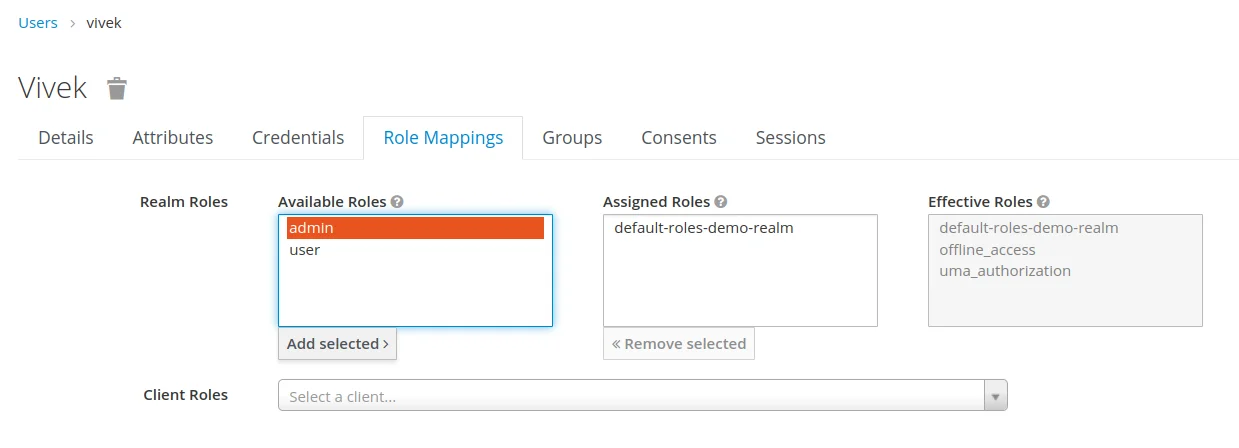 Users › vivek
Vivek
Details Attributes Credentials Role Mappings Groups Consents Sessions
Realm Roles Available Roles ? Assigned Roles ? Effective Roles ?
admin default-roles-demo-realm default-roles-demo-realm
user offline_access
uma_authorization
Add selected › « Remove selected
Client Roles Select a client...